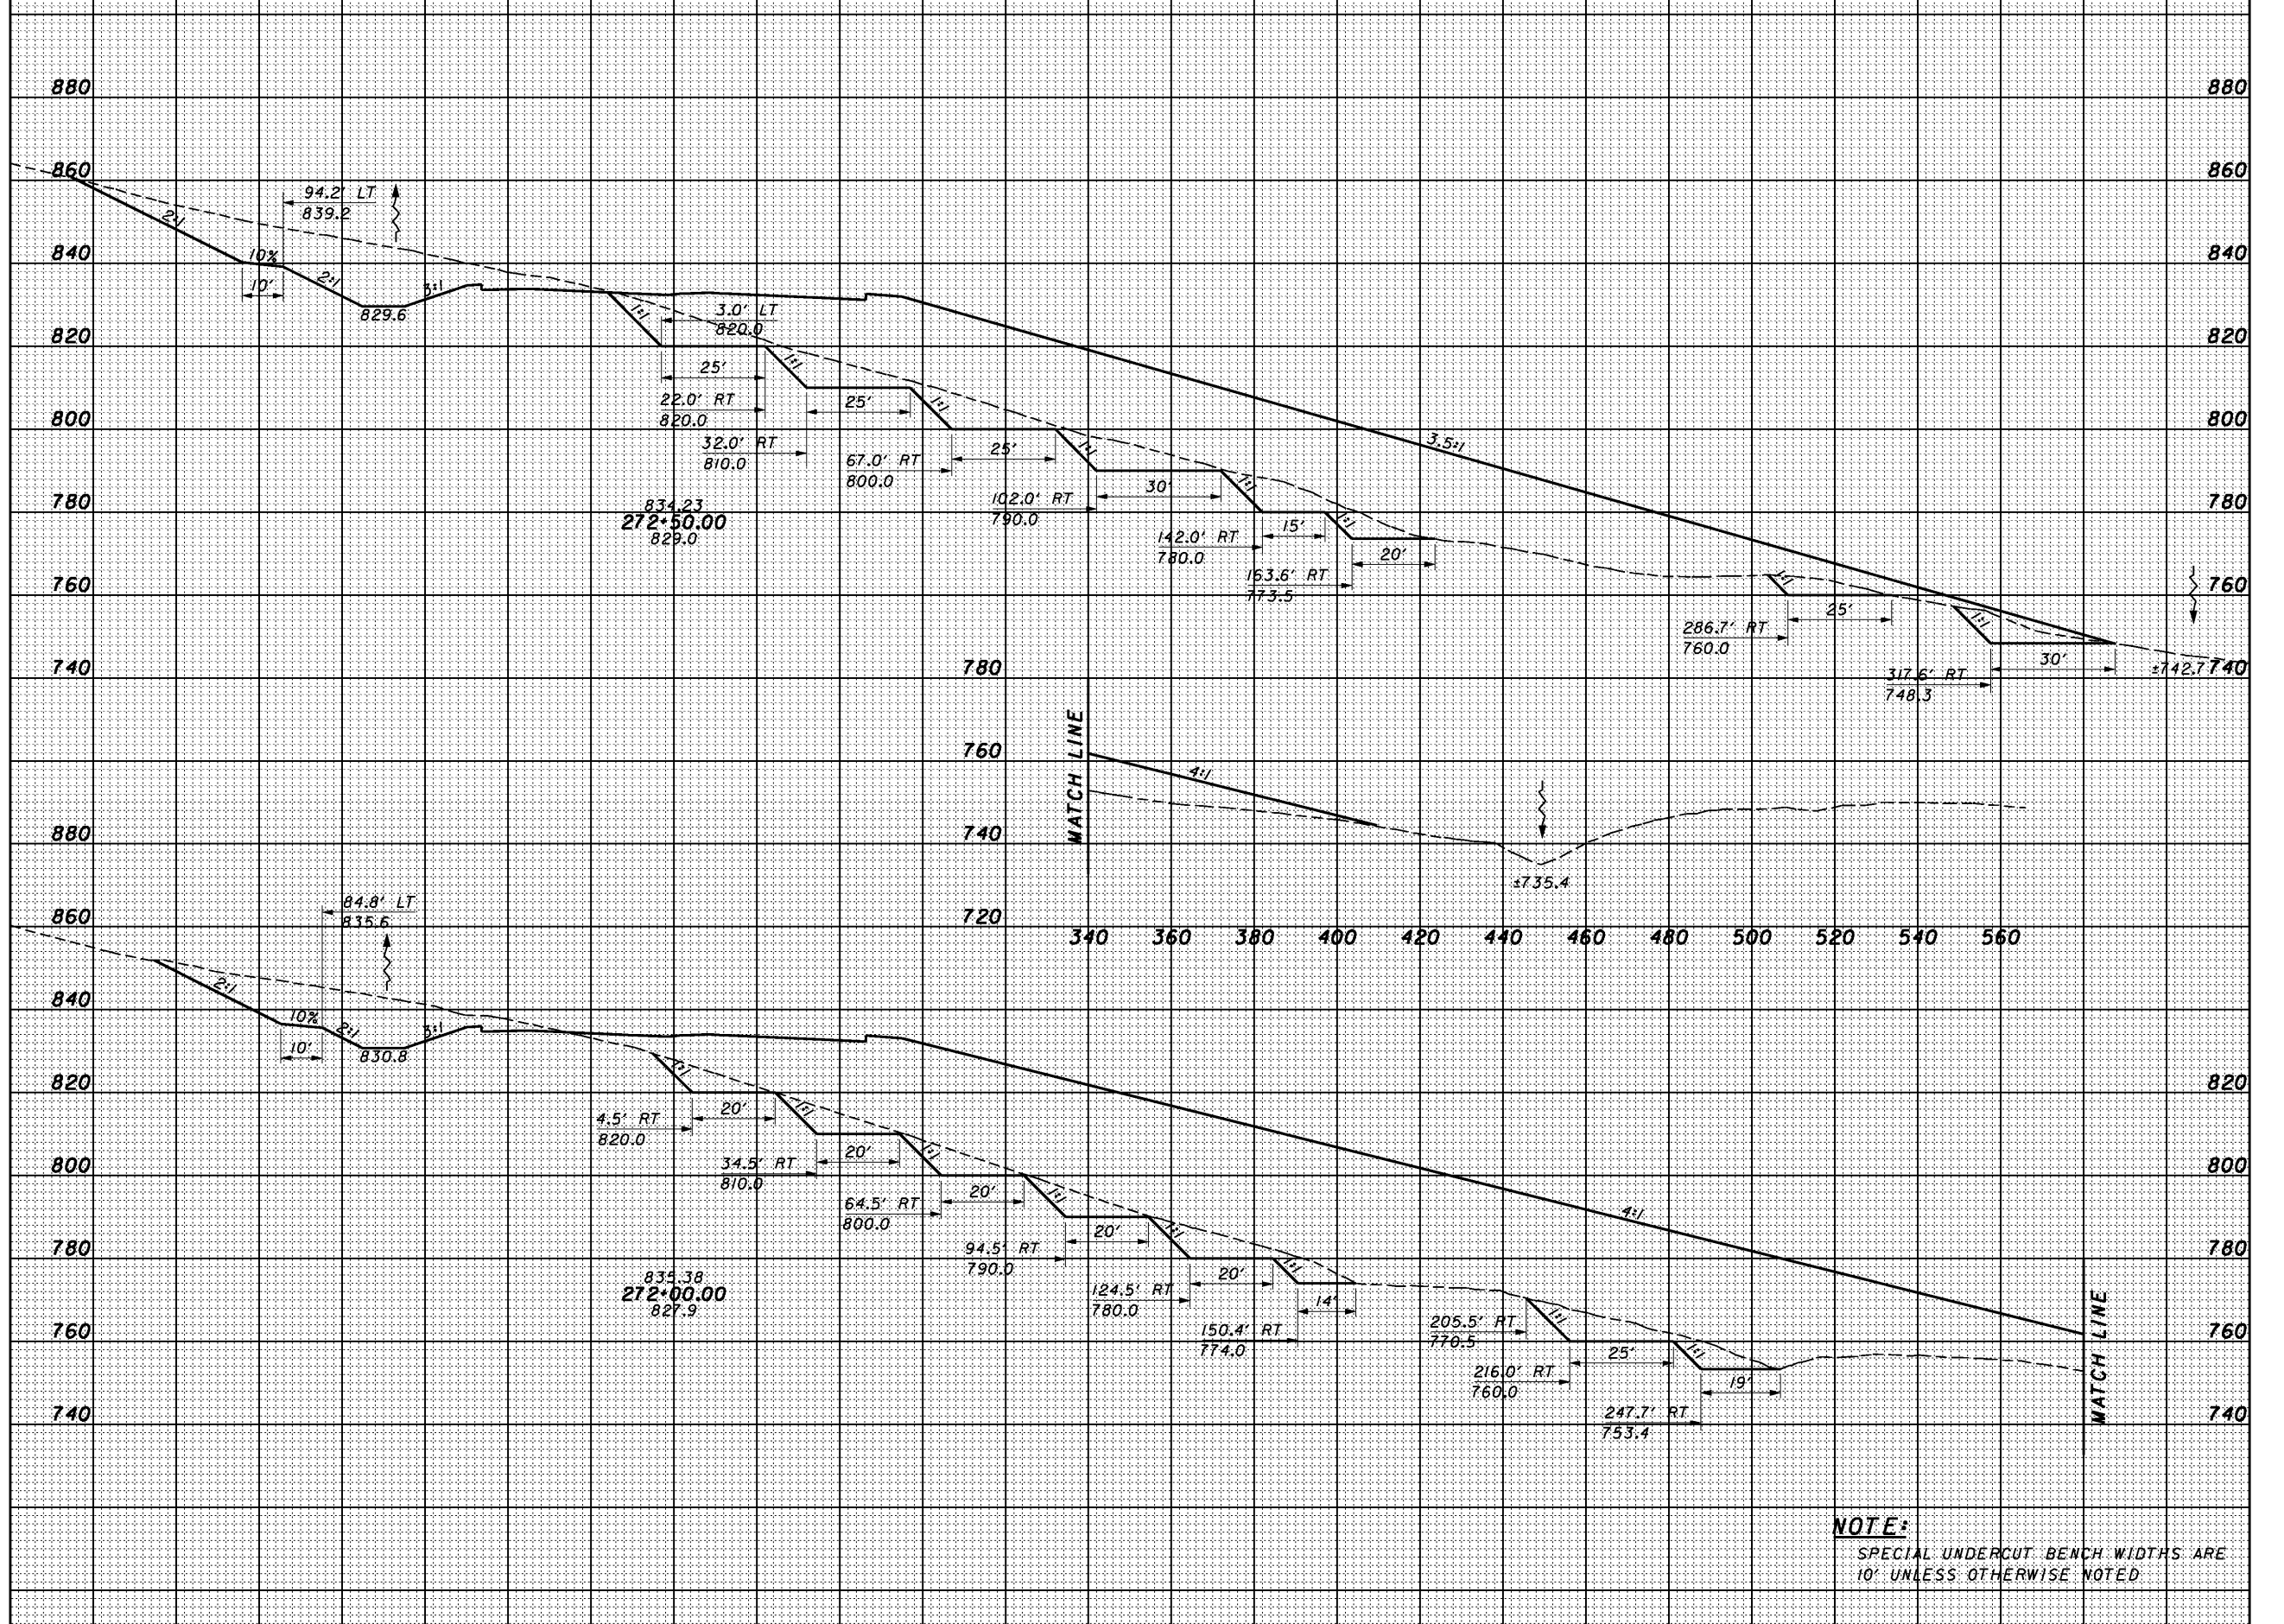 880 880
860 860
94.2' LT
839.2
2:1
840 10% 840
10' 2:1 3:1
829.6
3.0' LT
820.0
820 1:1 820
25' 1:1
22.0' RT 25' 1:1
820.0
800 800
32.0' RT 25' 1:1 3.5:1
810.0
67.0' RT
800.0
30' 1:1
102.0' RT
790.0
780 780
834.23
272+50.00
829.0
15' 1:1
142.0' RT
780.0
20'
163.6' RT
773.5
760 1:1 760
25' 1:1
286.7' RT
760.0
740 780 30' ±742.7 740
317.6' RT
748.3
MATCH LINE
760
4:1
880 740
±735.4
84.8' LT
835.6
860 720
340 360 380 400 420 440 460 480 500 520 540 560
2:1
840 10% 2:1 3:1
10' 830.8
1:1
820 820
20' 1:1
4.5' RT
820.0
20' 1:1
34.5' RT
810.0
800 800
20' 1:1
64.5' RT
800.0
4:1
20' 1:1
94.5' RT
790.0
780 780
835.38
272+00.00
827.9
20' 1:1
124.5' RT
780.0
14'
150.4' RT
774.0
205.5' RT 1:1
770.5
760 760
MATCH LINE
25' 1:1
216.0' RT
760.0
19'
247.7' RT
753.4
740 740
NOTE:
SPECIAL UNDERCUT BENCH WIDTHS ARE
10' UNLESS OTHERWISE NOTED